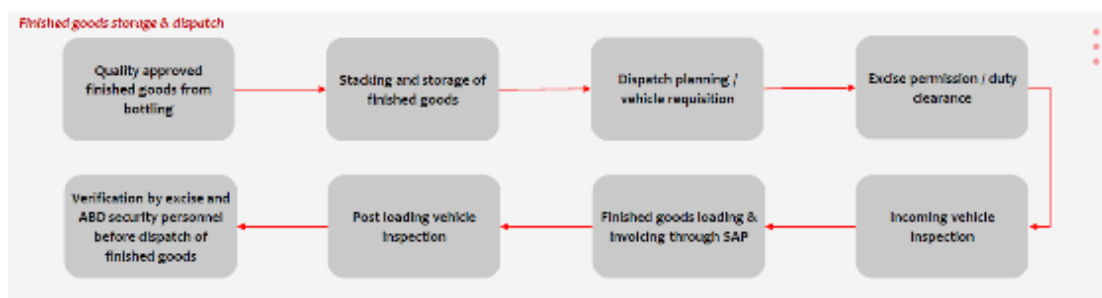 Finished goods storage & dispatch
Quality approved
finished goods from
bottling
Stacking and storage of
finished goods
Dispatch planning /
vehicle requisition
Excise permission / duty
clearance
Incoming vehicle
inspection
Finished goods loading &
invoicing through SAP
Post loading vehicle
inspection
Verification by excise and
ABD security personnel
before dispatch of
finished goods